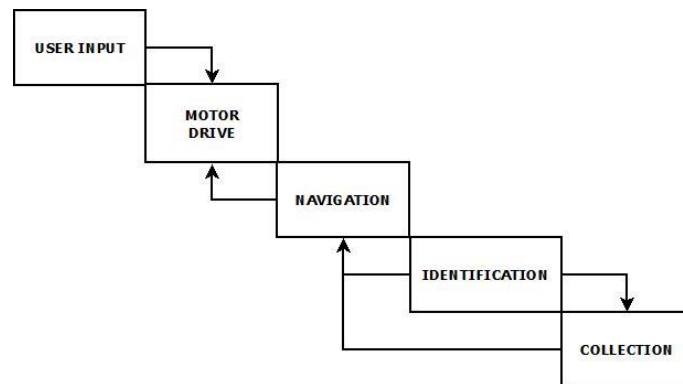 USER INPUT
MOTOR
DRIVE
NAVIGATION
IDENTIFICATION
COLLECTION